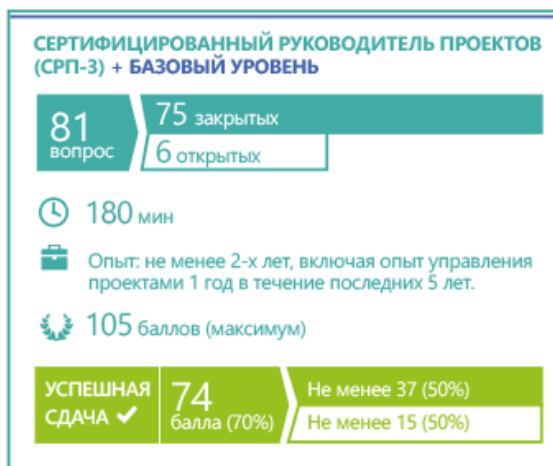 СЕРТИФИЦИРОВАННЫЙ РУКОВОДИТЕЛЬ ПРОЕКТОВ
(СРП-3) + БАЗОВЫЙ УРОВЕНЬ
81
вопрос
75 закрытых
6 открытых
180 мин
Опыт: не менее 2-х лет, включая опыт управления
проектами 1 год в течение последних 5 лет.
105 баллов (максимум)
УСПЕШНАЯ
СДАЧА
74
балла (70%)
Не менее 37 (50%)
Не менее 15 (50%)